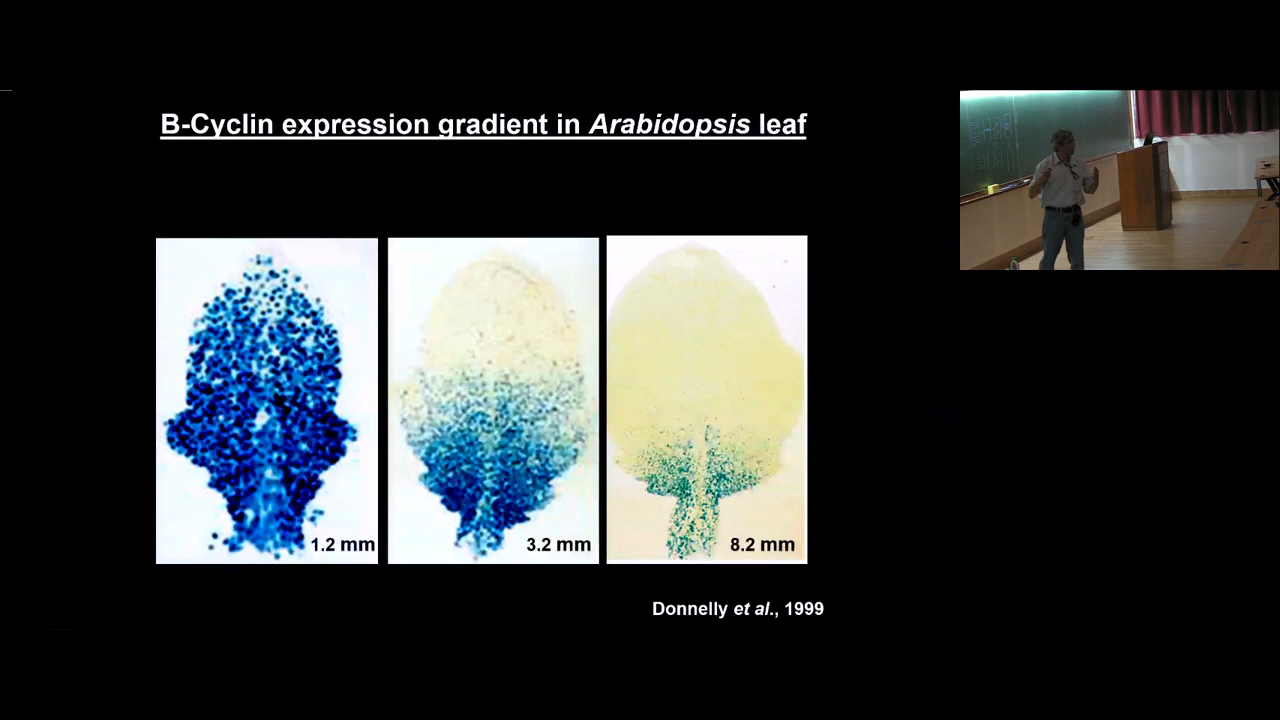 B-Cyclin expression gradient in Arabidopsis leaf
1.2 mm
3.2 mm
8.2 mm
Donnelly et al., 1999